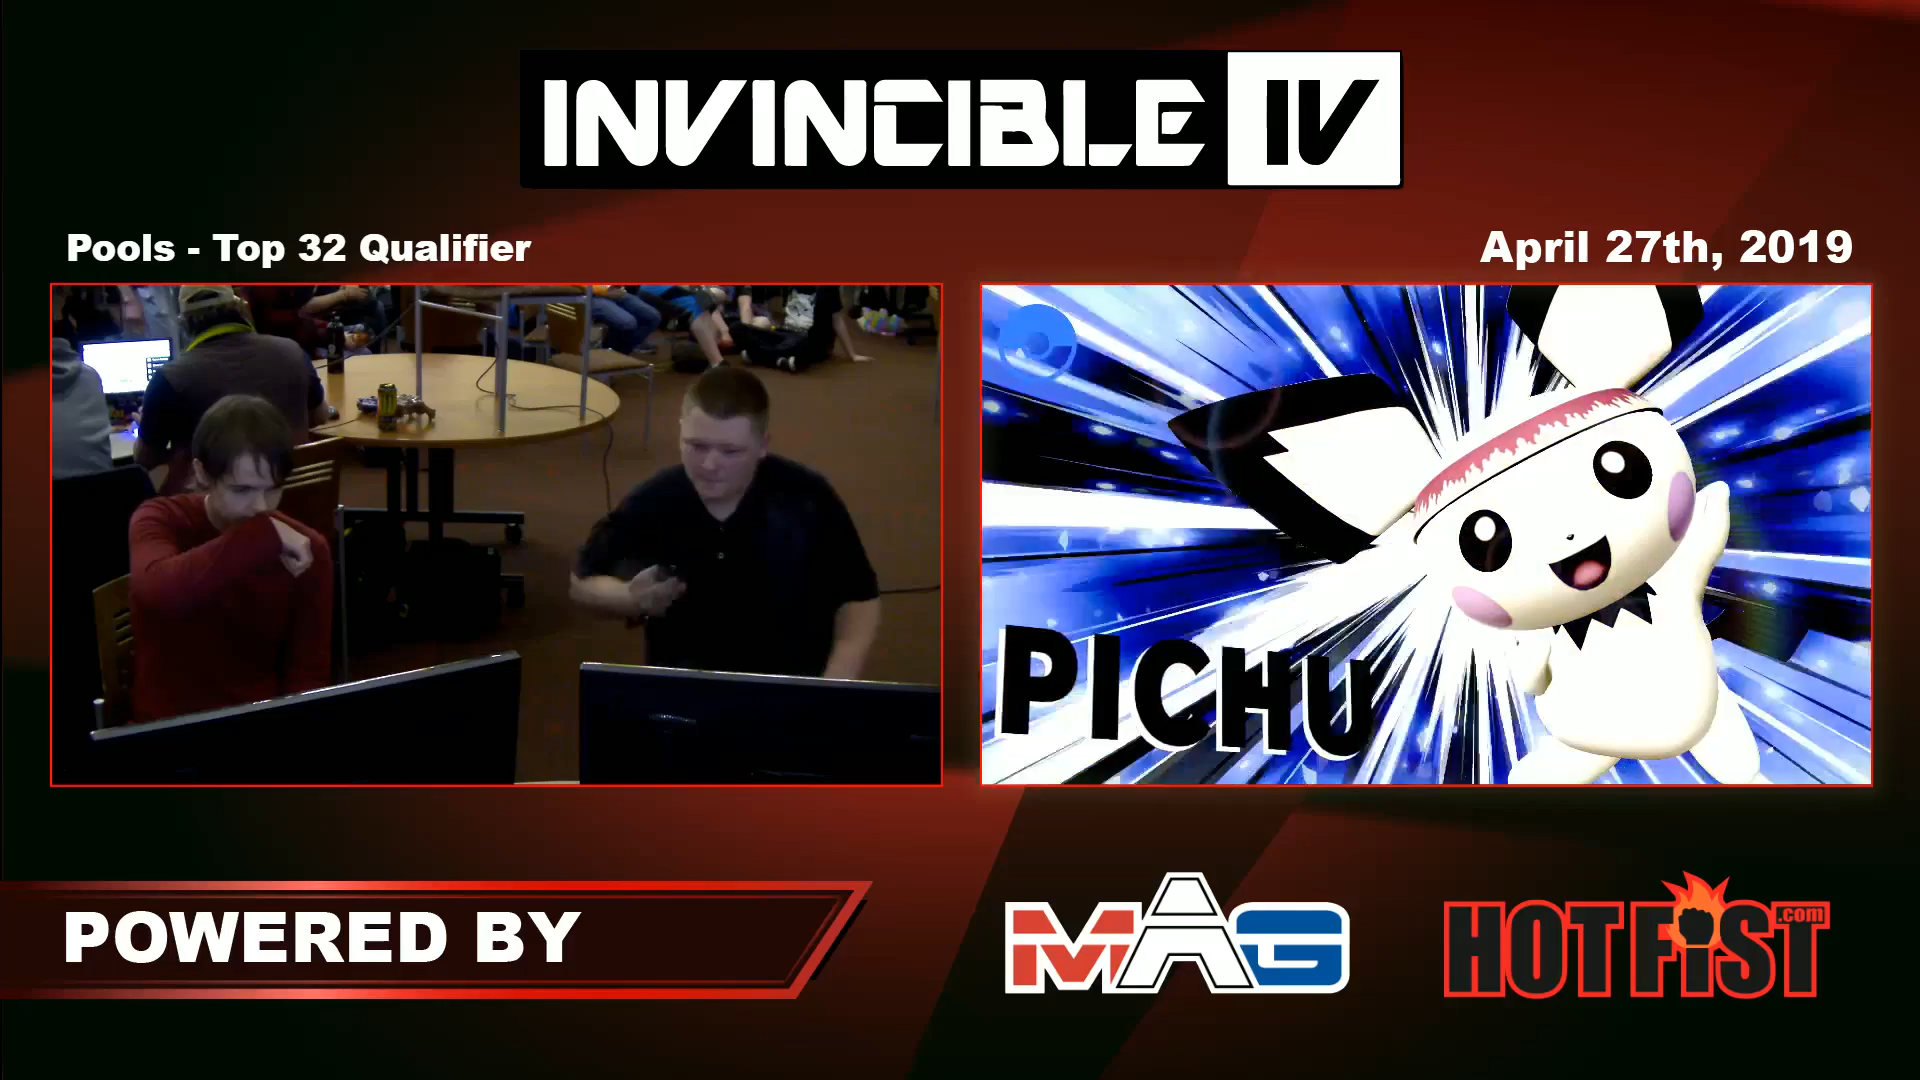 INVINCIBLE IV
Pools - Top 32 Qualifier
April 27th, 2019
PICHU
POWERED BY
MAG
HOTFIST.com